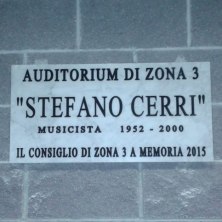 AUDITORIUM DI ZONA 3
"STEFANO CERRI"
MUSICISTA 1952 - 2000
IL CONSIGLIO DI ZONA 3 A MEMORIA 2015